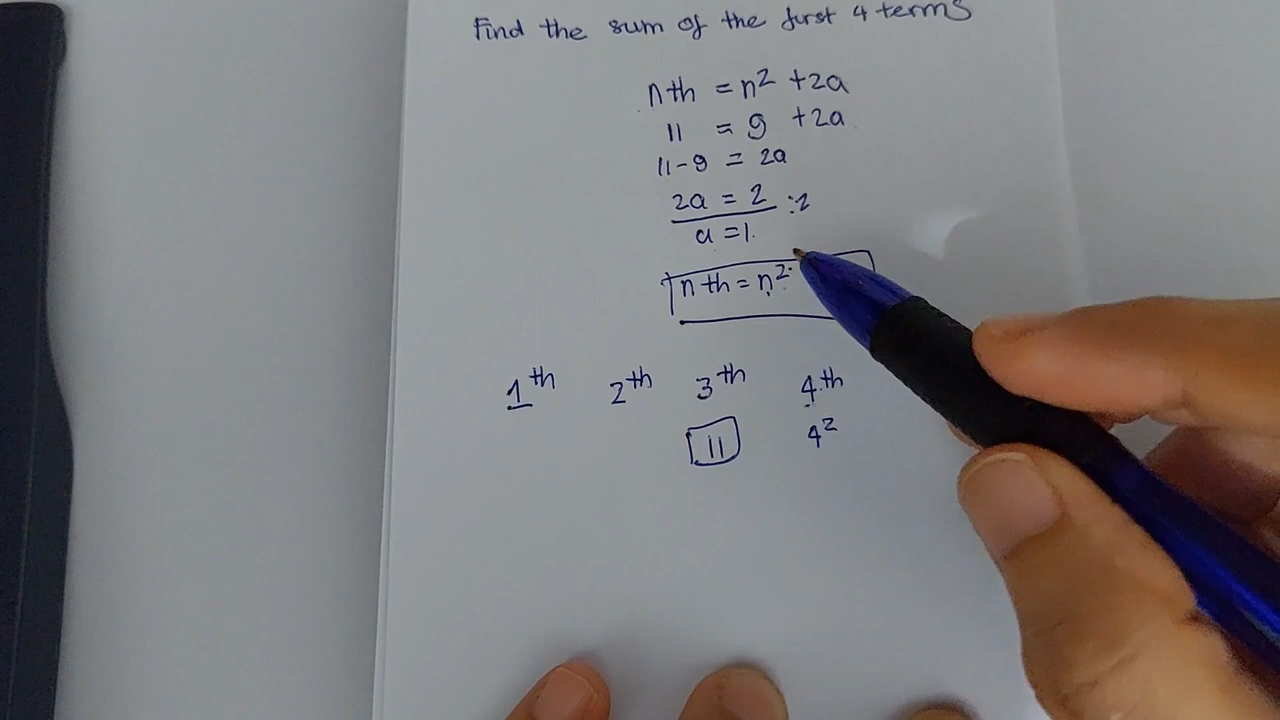 Find the sum of the first 4 terms
nth = n² + 2a
11 = 9 + 2a
11 - 9 = 2a
2a = 2 :2
a = 1
nth = n²
1th 2th 3th 4th
11 4²